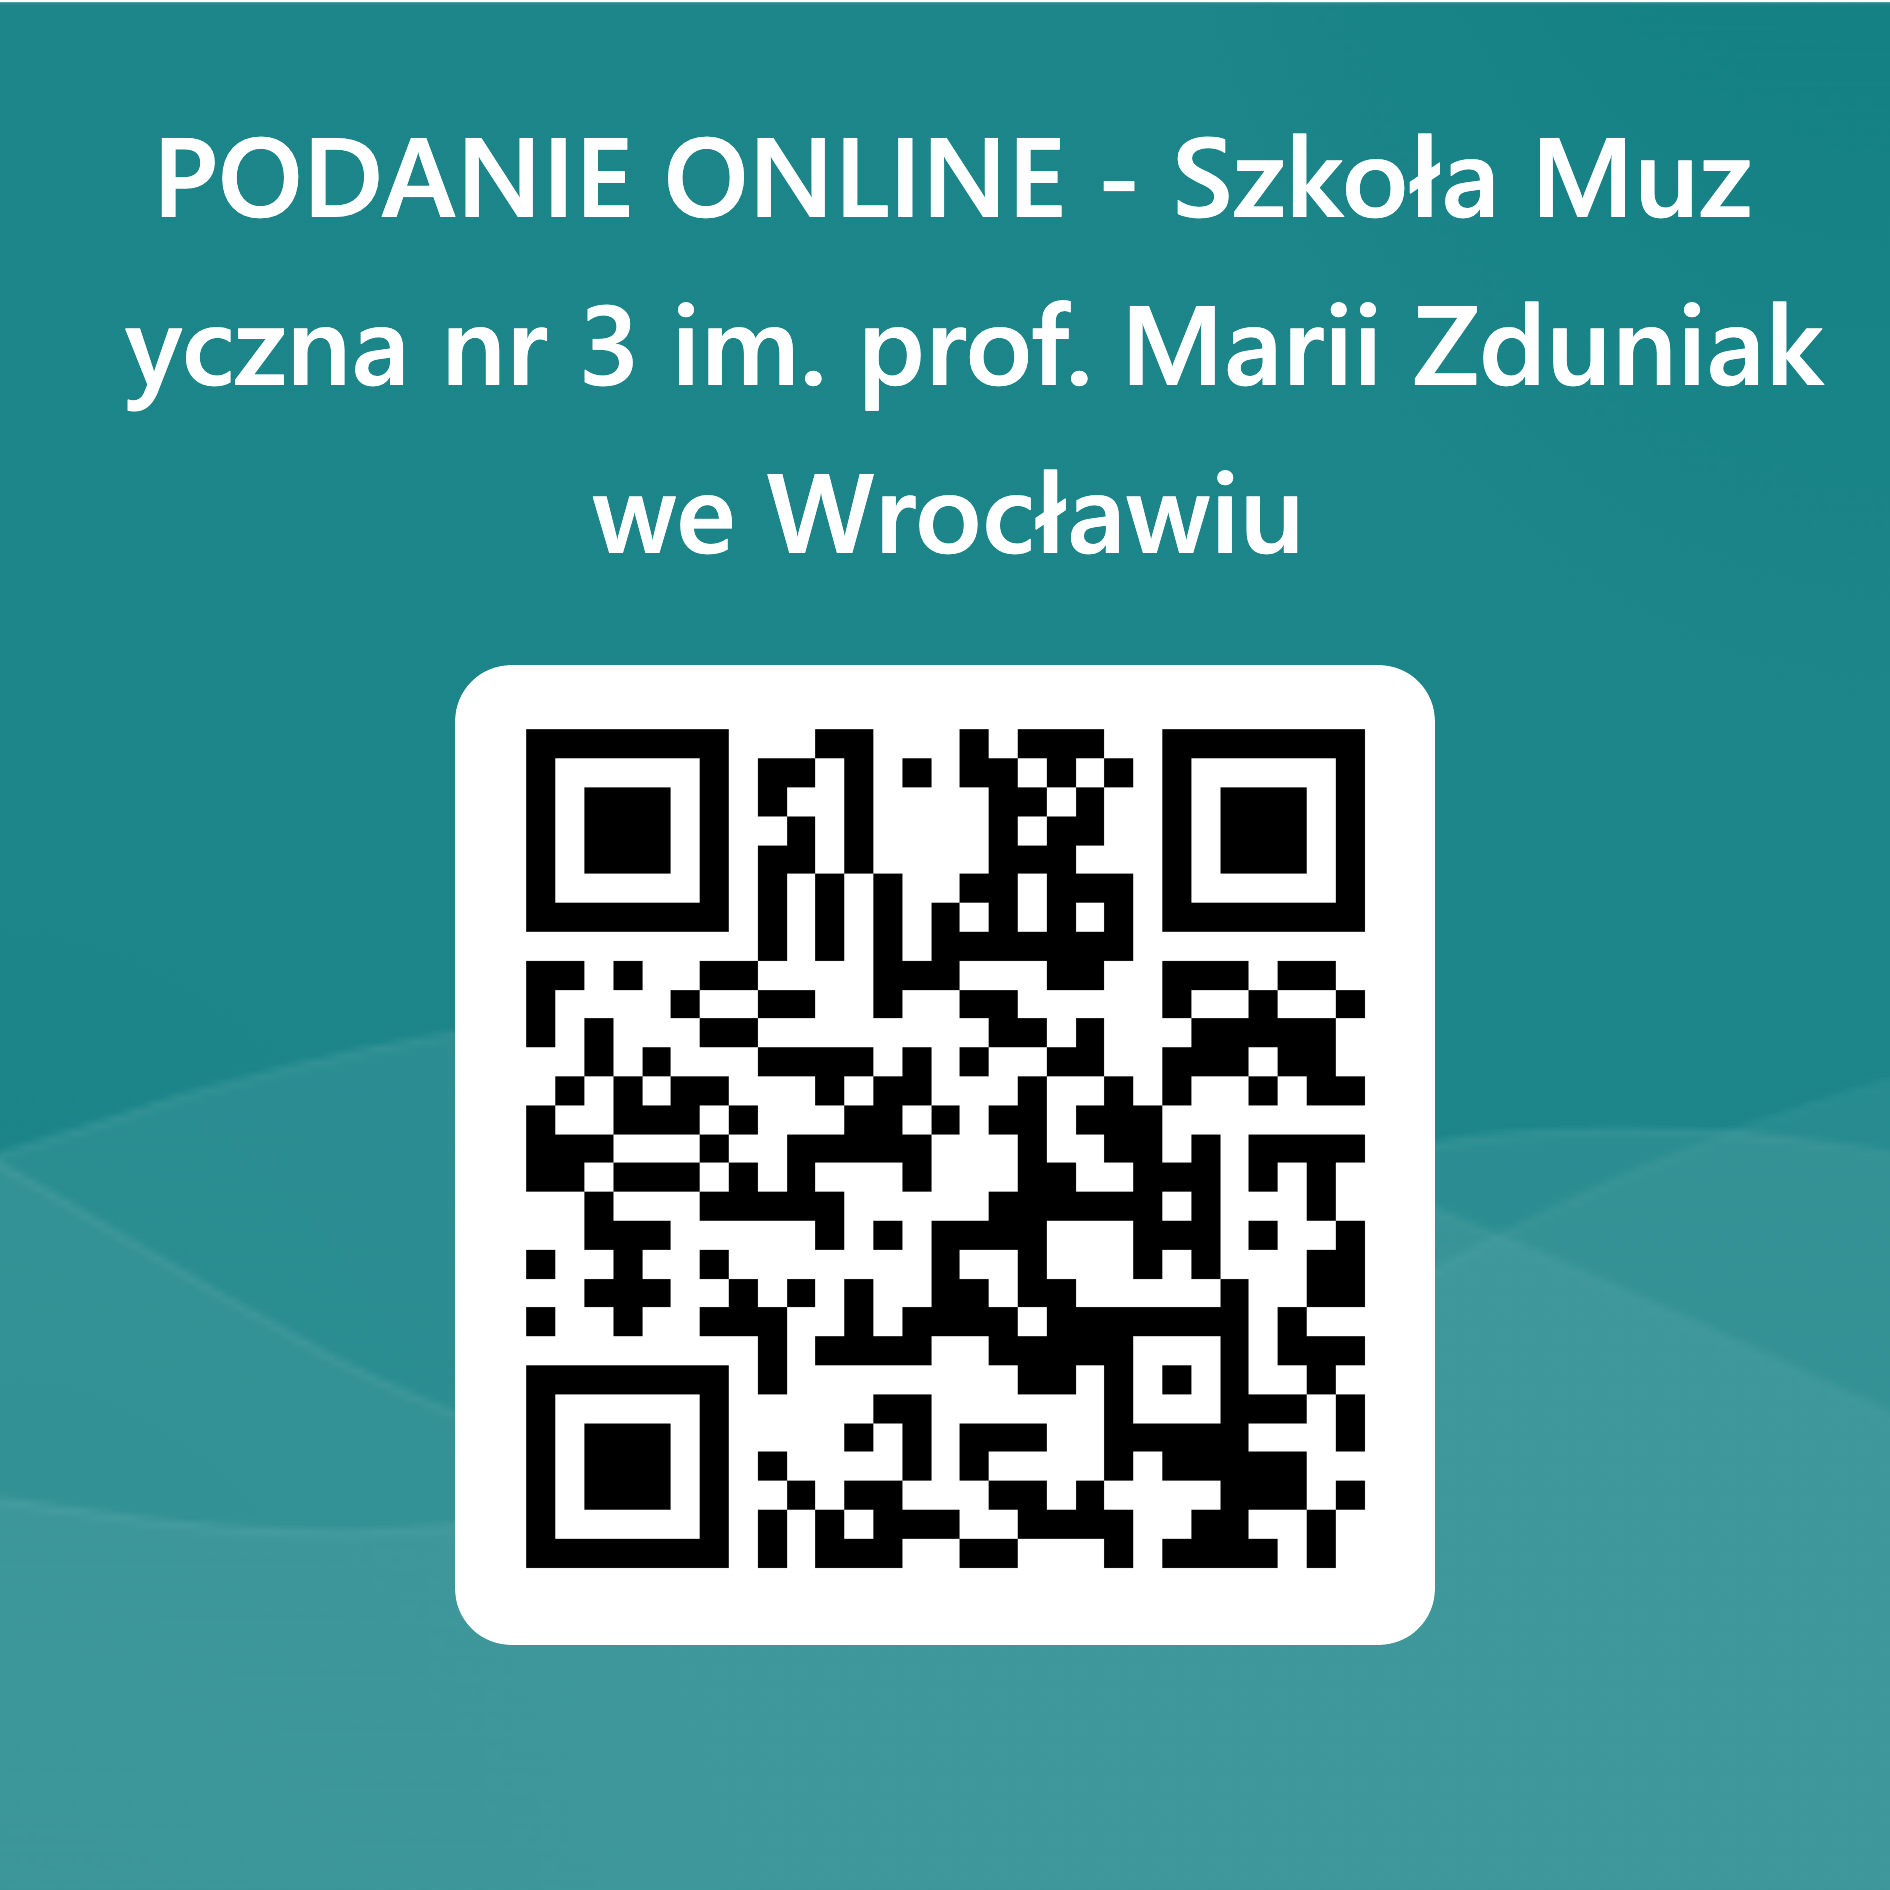 PODANIE ONLINE - Szkoła Muz
yczna nr 3 im. prof. Marii Zduniak
we Wrocławiu